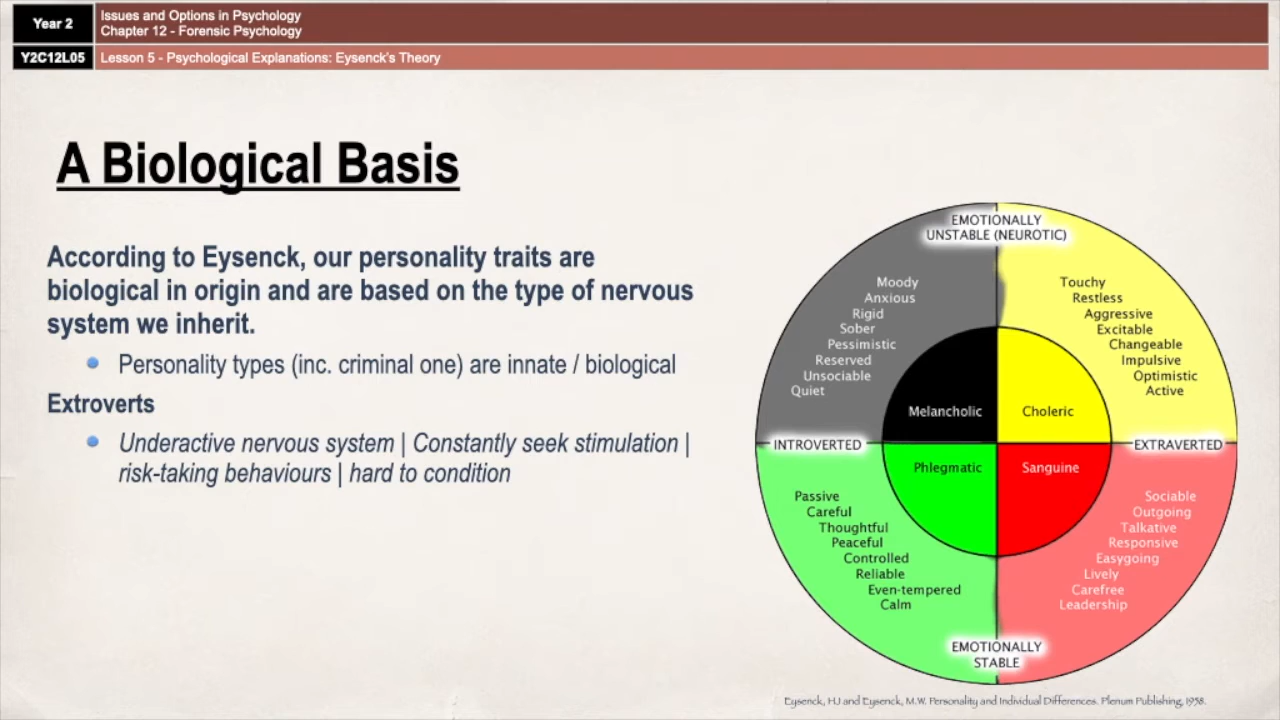 Year 2
Issues and Options in Psychology
Chapter 12 - Forensic Psychology
Y2C12L05
Lesson 5 - Psychological Explanations: Eysenck's Theory
A Biological Basis
According to Eysenck, our personality traits are
biological in origin and are based on the type of nervous
system we inherit.
Personality types (inc. criminal one) are innate / biological
Extroverts
Underactive nervous system | Constantly seek stimulation |
risk-taking behaviours | hard to condition
EMOTIONALLY
UNSTABLE (NEUROTIC)
Moody
Anxious
Rigid
Sober
Pessimistic
Reserved
Unsociable
Quiet
Touchy
Restless
Aggressive
Excitable
Changeable
Impulsive
Optimistic
Active
Melancholic
Choleric
INTROVERTED
EXTRAVERTED
Phlegmatic
Sanguine
Passive
Careful
Thoughtful
Peaceful
Controlled
Reliable
Even-tempered
Calm
Sociable
Outgoing
Talkative
Responsive
Easygoing
Lively
Carefree
Leadership
EMOTIONALLY
STABLE
Eysenck, HJ and Eysenck, M.W. Personality and Individual Differences. Plenum Publishing, 1958.